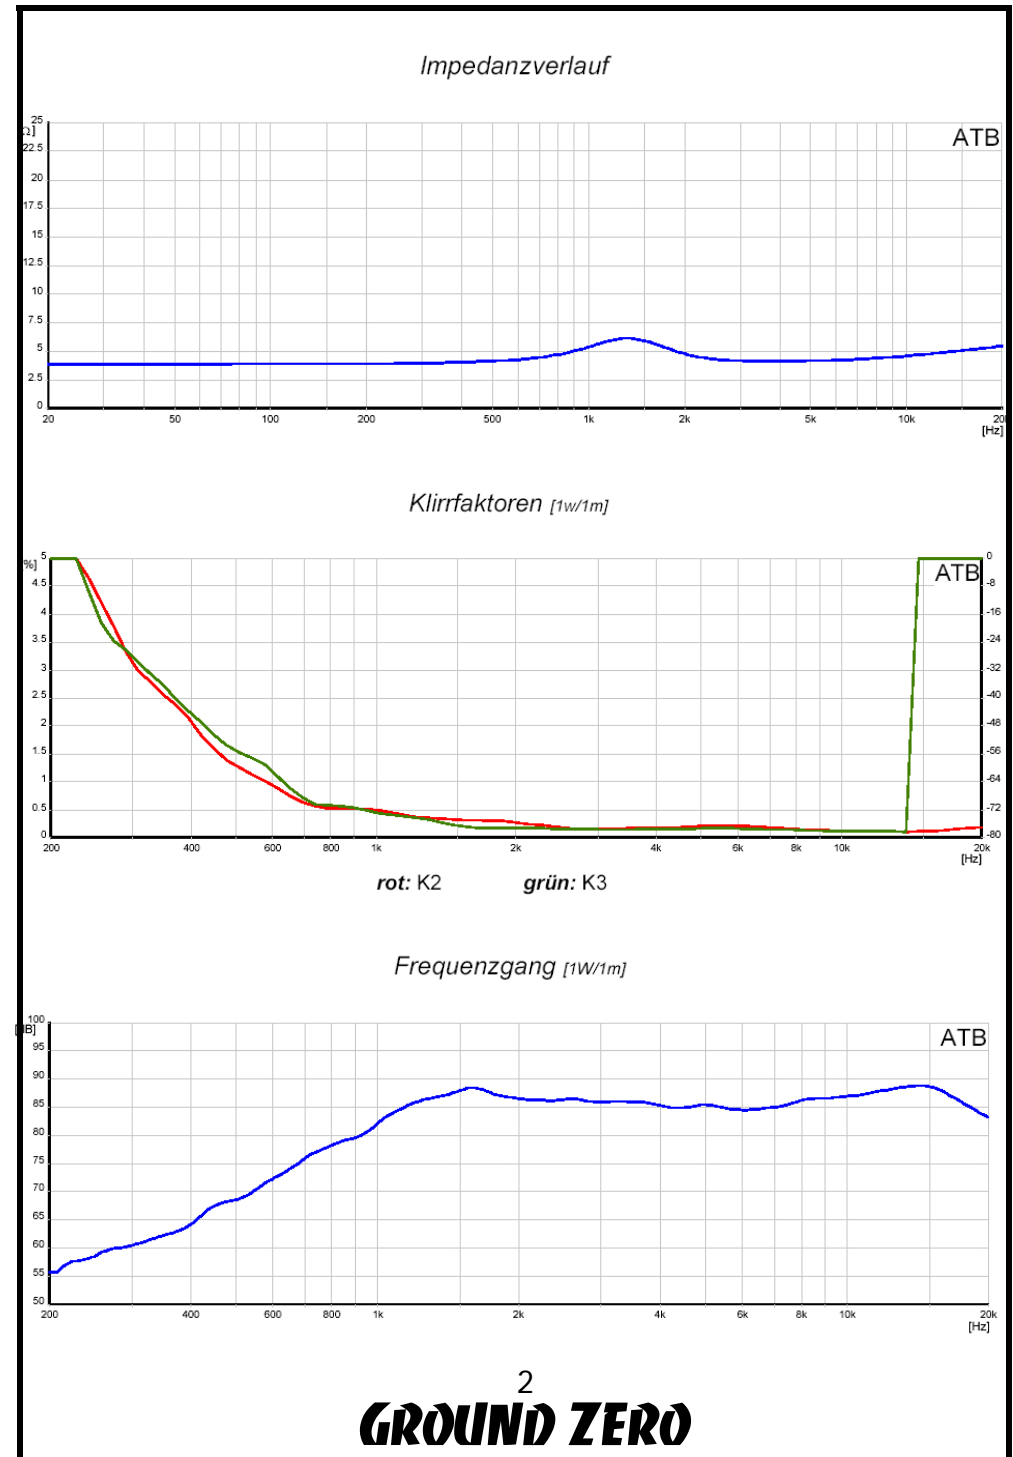 Impedanzverlauf
25
Ω]
ATB
22.5
20
17.5
15
12.5
10
7.5
5
2.5
0
20 50 100 200 500 1k 2k 5k 10k 20
[Hz]
Klirrfaktoren [1w/1m]
5 0
%] ATB
4.5 -8
4 -16
3.5 -24
3 -32
2.5 -40
2 -48
1.5 -56
1 -64
0.5 -72
0 -80
200 400 600 800 1k 2k 4k 6k 8k 10k 20k
[Hz]
rot: K2 grün: K3
Frequenzgang [1W/1m]
100
[dB] ATB
95
90
85
80
75
70
65
60
55
50
200 400 600 800 1k 2k 4k 6k 8k 10k 20k
[Hz]
2
GROUND ZERO